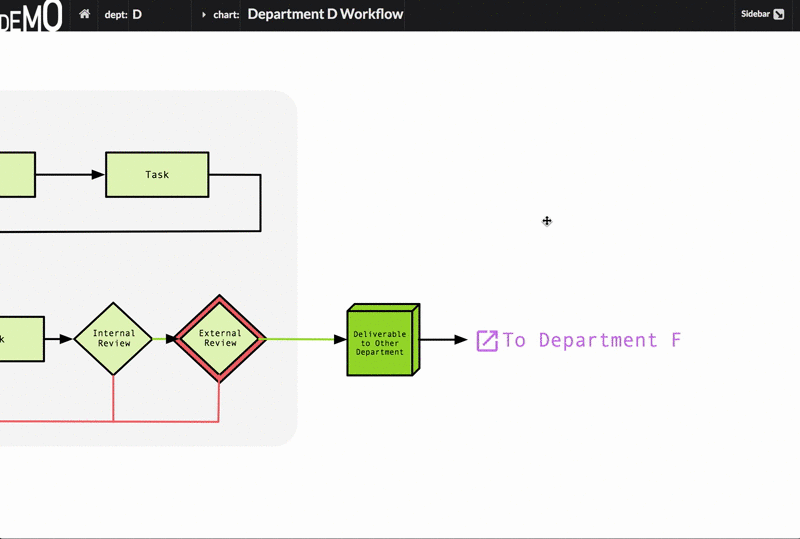 DEMO
dept: D
chart: Department D Workflow
Sidebar
Task
k
Internal
Review
External
Review
Deliverable
to Other
Department
To Department F